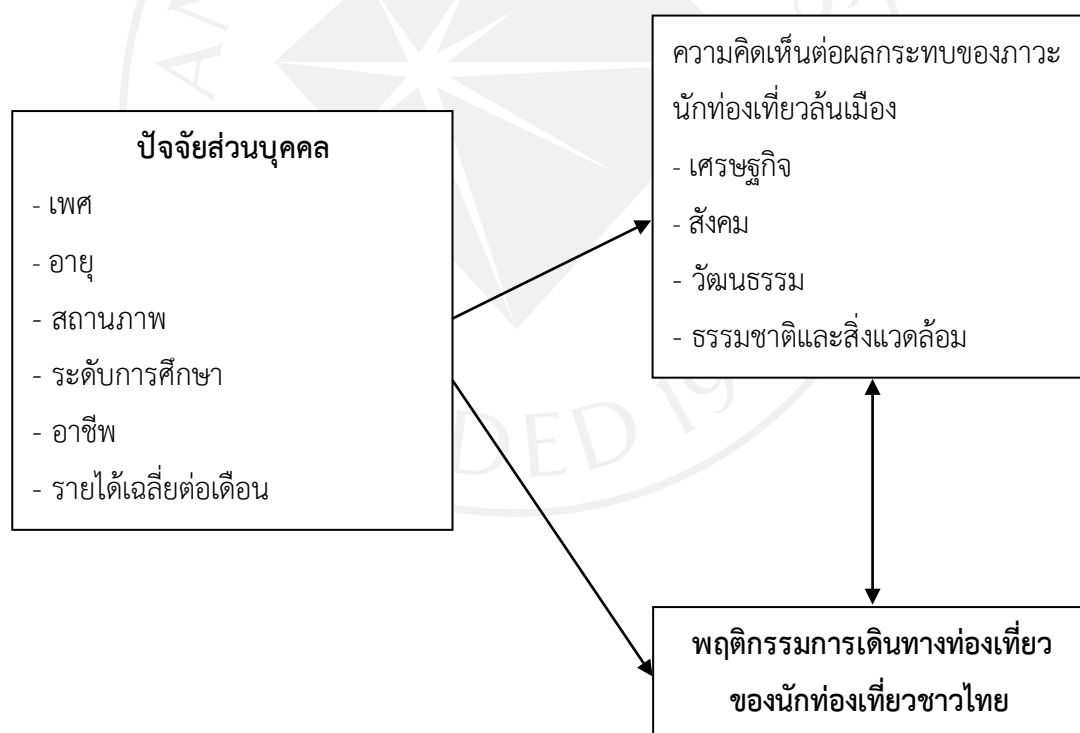 ปัจจัยส่วนบุคคล
- เพศ
- อายุ
- สถานภาพ
- ระดับการศึกษา
- อาชีพ
- รายได้เฉลี่ยต่อเดือน
ความคิดเห็นต่อผลกระทบของภาวะ
นักท่องเที่ยวล้นเมือง
- เศรษฐกิจ
- สังคม
- วัฒนธรรม
- ธรรมชาติและสิ่งแวดล้อม
พฤติกรรมการเดินทางท่องเที่ยว
ของนักท่องเที่ยวชาวไทย